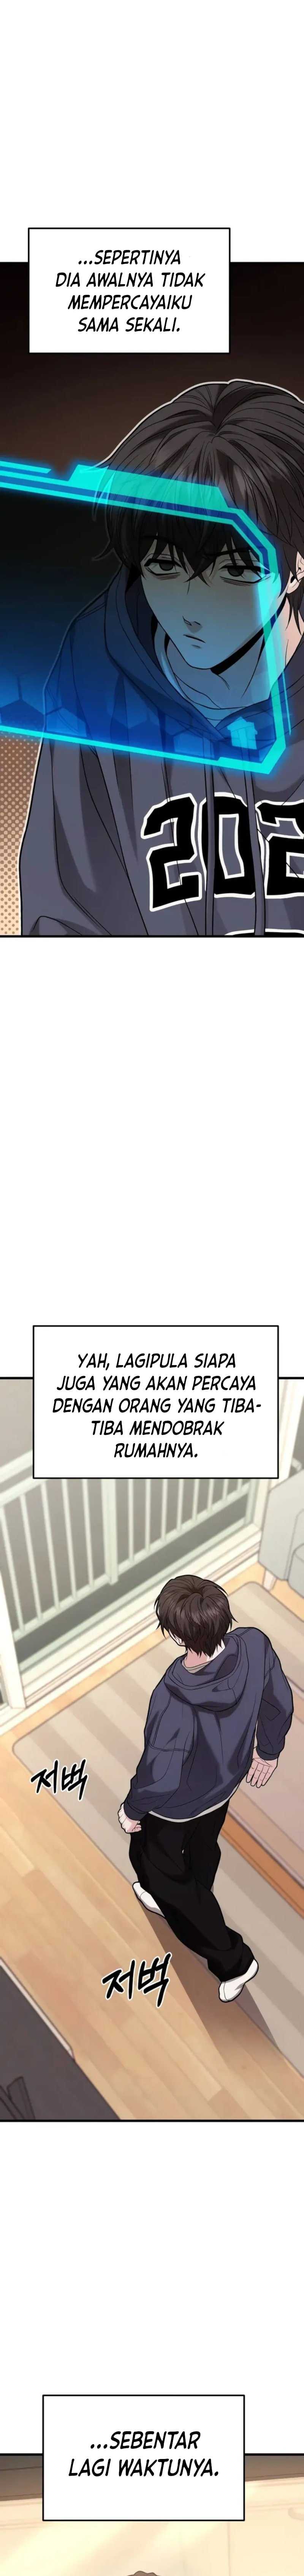 ...SEPERTINYA
DIA AWALNYA TIDAK
MEMPERCAYAIKU
SAMA SEKALI.
202
YAH, LAGIPULA SIAPA
JUGA YANG AKAN PERCAYA
DENGAN ORANG YANG TIBA-
TIBA MENDOBRAK
RUMAHNYA.
저벅
저벅
...SEBENTAR
LAGI WAKTUNYA.